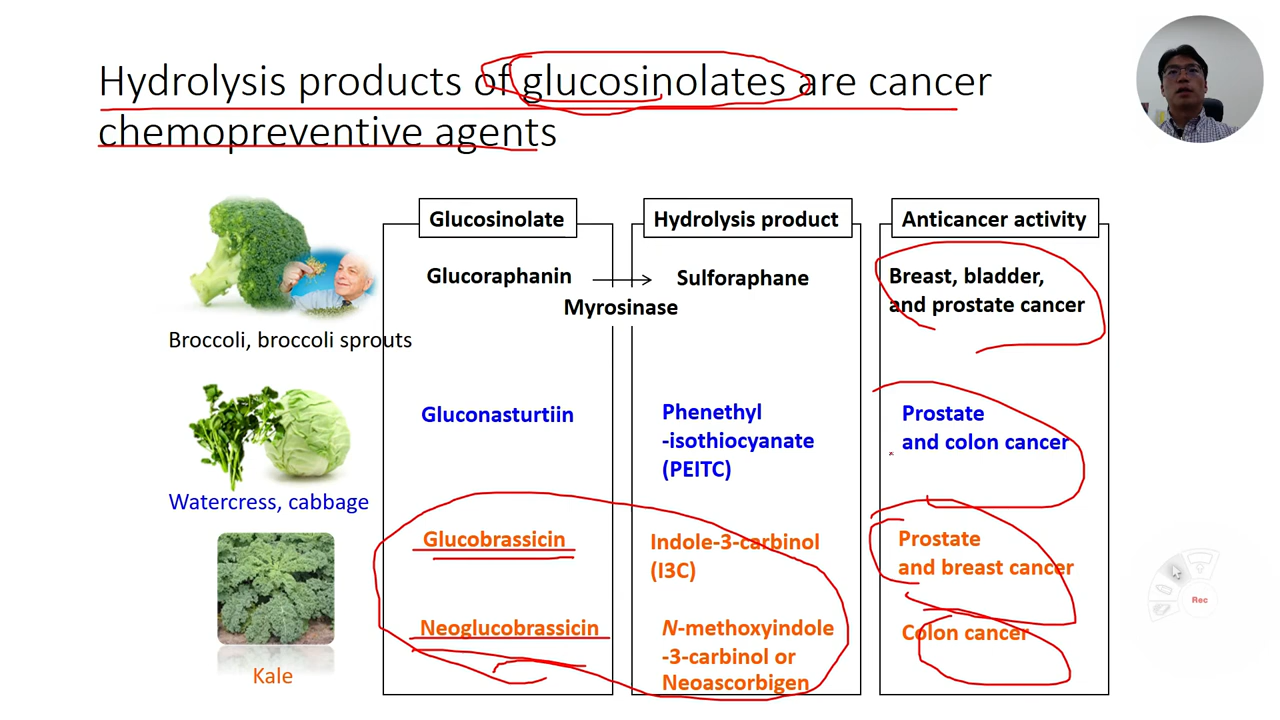 Hydrolysis products of glucosinolates are cancer
chemopreventive agents
Glucosinolate
Hydrolysis product
Anticancer activity
Glucoraphanin
Sulforaphane
Myrosinase
Breast, bladder,
and prostate cancer
Broccoli, broccoli sprouts
Gluconasturtiin
Phenethyl
-isothiocyanate
(PEITC)
Prostate
and colon cancer
Watercress, cabbage
Glucobrassicin
Indole-3-carbinol
(I3C)
Prostate
and breast cancer
Neoglucobrassicin
N-methoxyindole
-3-carbinol or
Neoascorbigen
Colon cancer
Kale
Rec